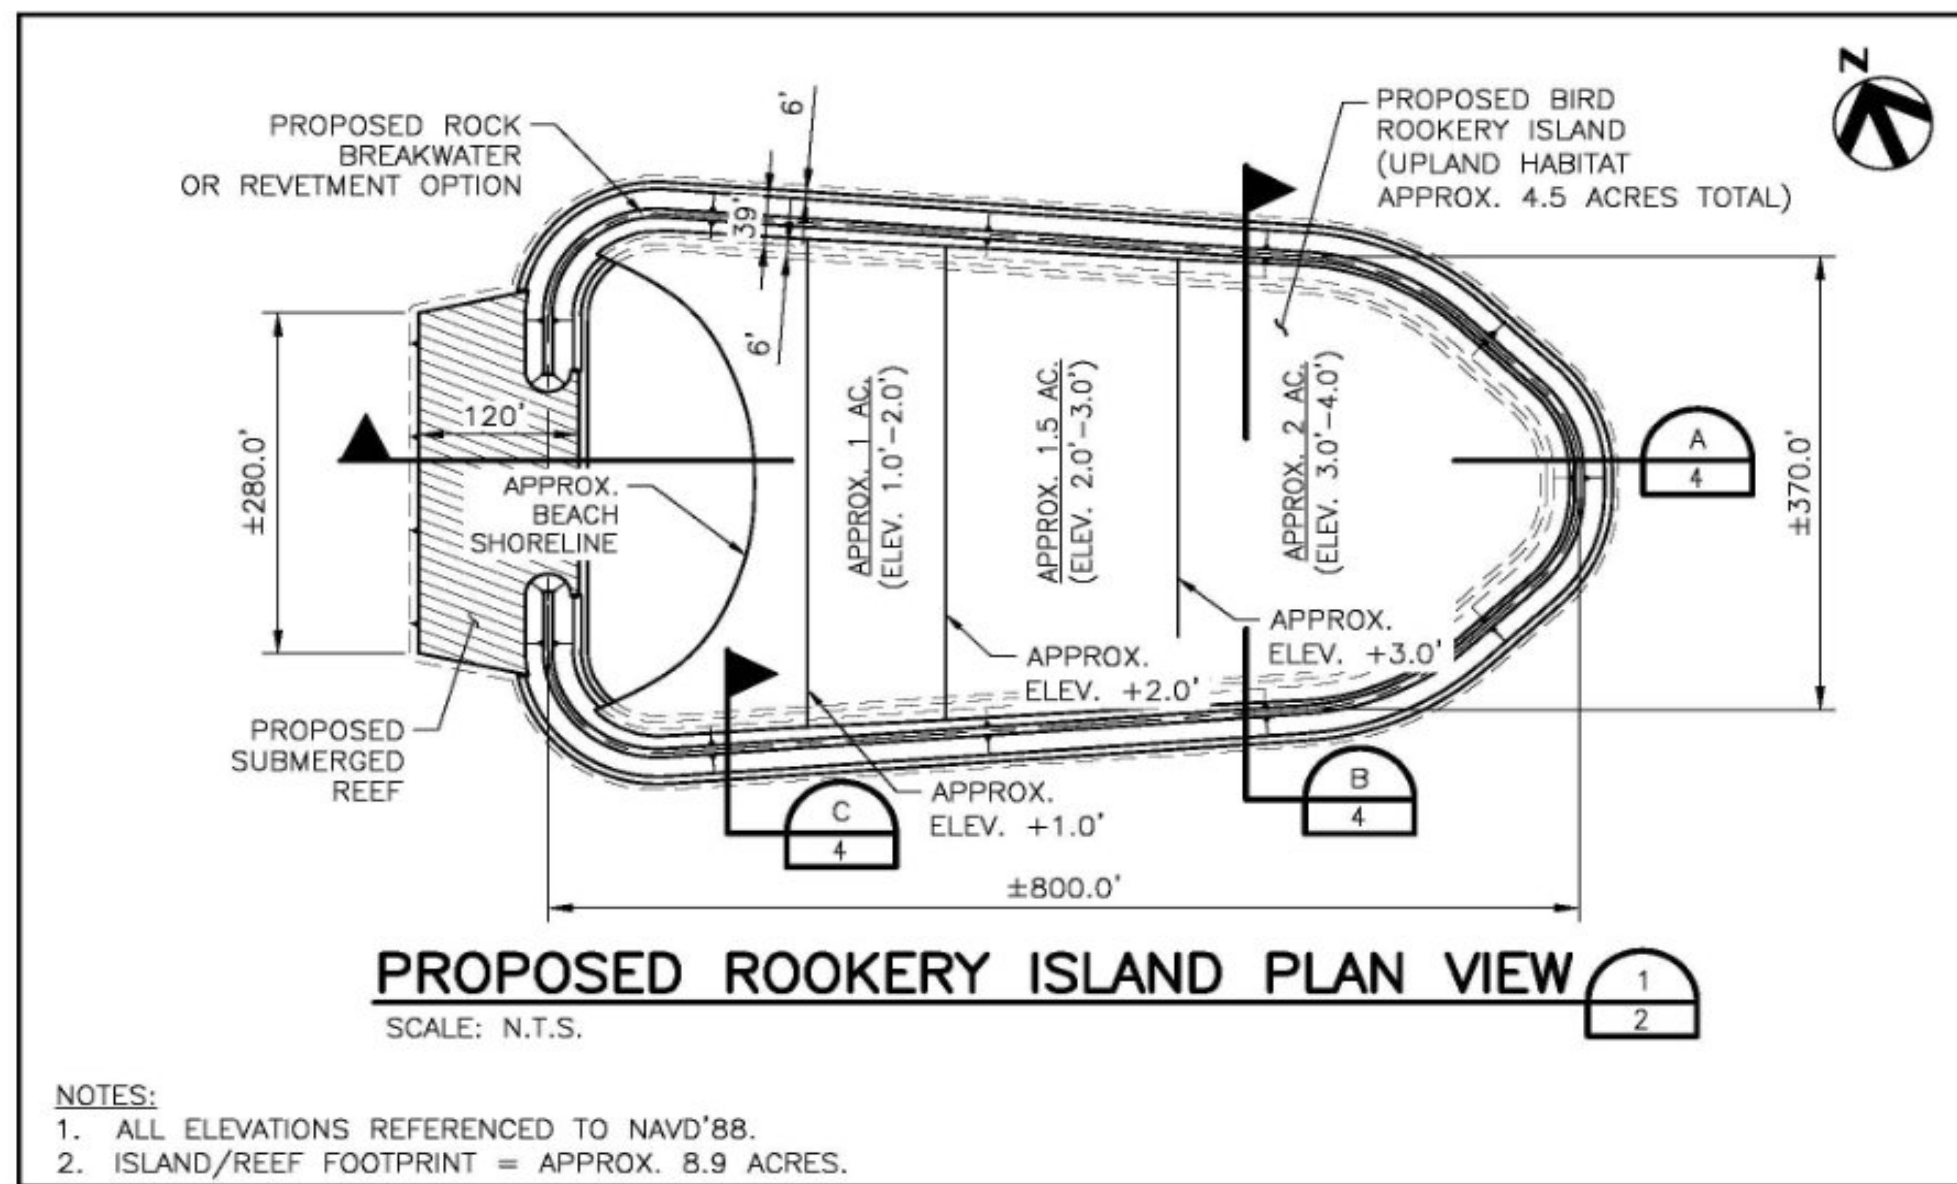 N
PROPOSED ROCK
BREAKWATER
OR REVETMENT OPTION
6'
39'
6'
PROPOSED BIRD
ROOKERY ISLAND
(UPLAND HABITAT
APPROX. 4.5 ACRES TOTAL)
±280.0'
120'
APPROX.
BEACH
SHORELINE
APPROX. 1 AC.
(ELEV. 1.0'-2.0')
APPROX. 1.5 AC.
(ELEV. 2.0'-3.0')
APPROX. 2 AC.
(ELEV. 3.0'-4.0')
A
4
±370.0'
APPROX.
ELEV. +3.0'
APPROX.
ELEV. +2.0'
PROPOSED
SUBMERGED
REEF
APPROX.
ELEV. +1.0'
C
4
B
4
±800.0'
PROPOSED ROOKERY ISLAND PLAN VIEW
1
2
SCALE: N.T.S.
NOTES:
1. ALL ELEVATIONS REFERENCED TO NAVD'88.
2. ISLAND/REEF FOOTPRINT = APPROX. 8.9 ACRES.